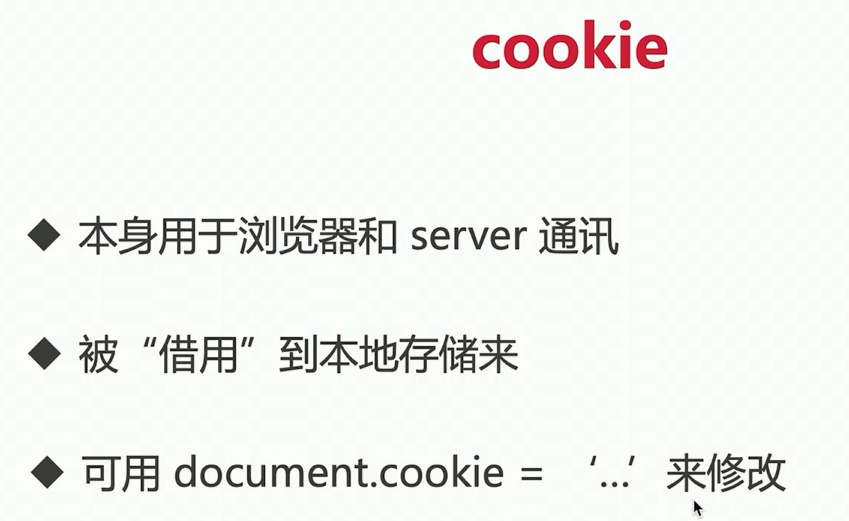 cookie
◆ 本身用于浏览器和 server 通讯
◆ 被“借用”到本地存储来
◆ 可用 document.cookie = ‘...’ 来修改